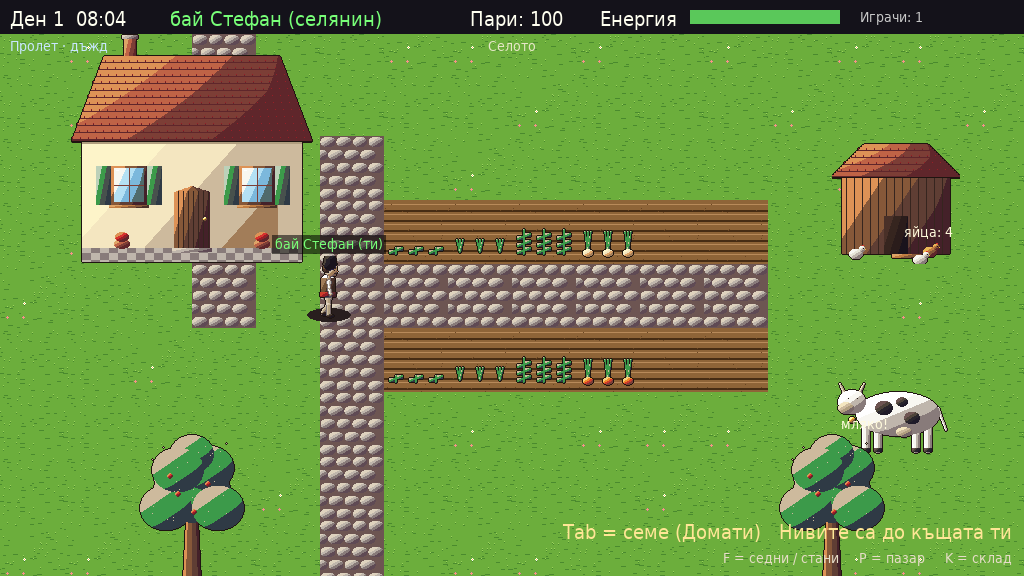 Ден 1 08:04 бай Стефан (селянин) Пари: 100 Енергия Играчи: 1
Пролет · дъжд Селото
яйца: 4
бай Стефан (ти)
мляко!
Tab = семе (Домати) Нивите са до къщата ти
F = седни / стани P = пазар K = склад